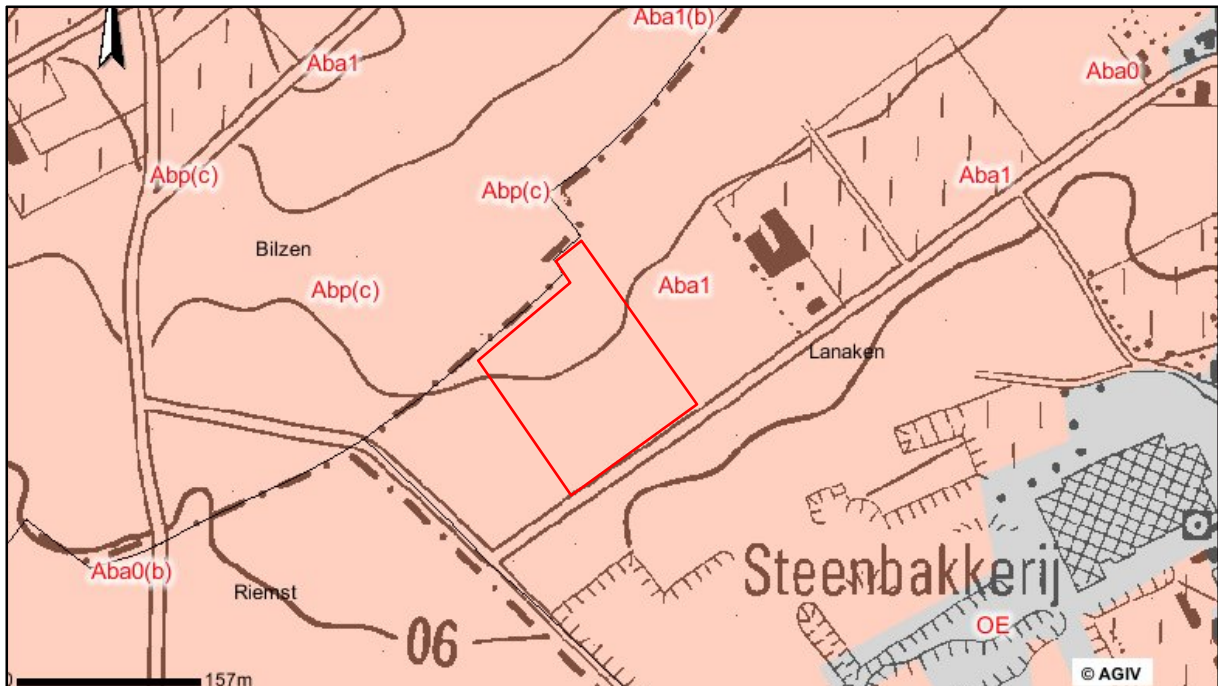 Aba1(b)
Aba1
Aba0
Abp(c)
Abp(c)
Aba1
Bilzen
Abp(c)
Aba1
Lanaken
Steenbakkerij
Aba0(b)
Riemst
06
OE
0 157m
© AGIV